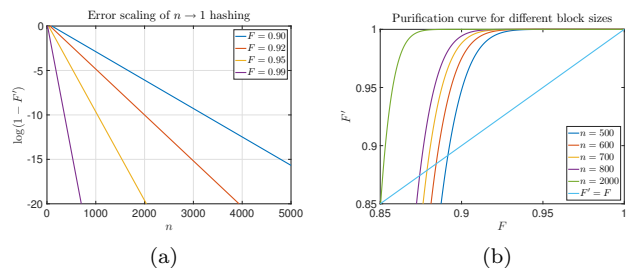 Error scaling of n → 1 hashing
log(1 − F′)
0
-5
-10
-15
-20
0 1000 2000 3000 4000 5000
n
F = 0.90
F = 0.92
F = 0.95
F = 0.99
(a)
Purification curve for different block sizes
F′
1
0.95
0.9
0.85
0.85 0.9 0.95 1
F
n = 500
n = 600
n = 700
n = 800
n = 2000
F′ = F
(b)